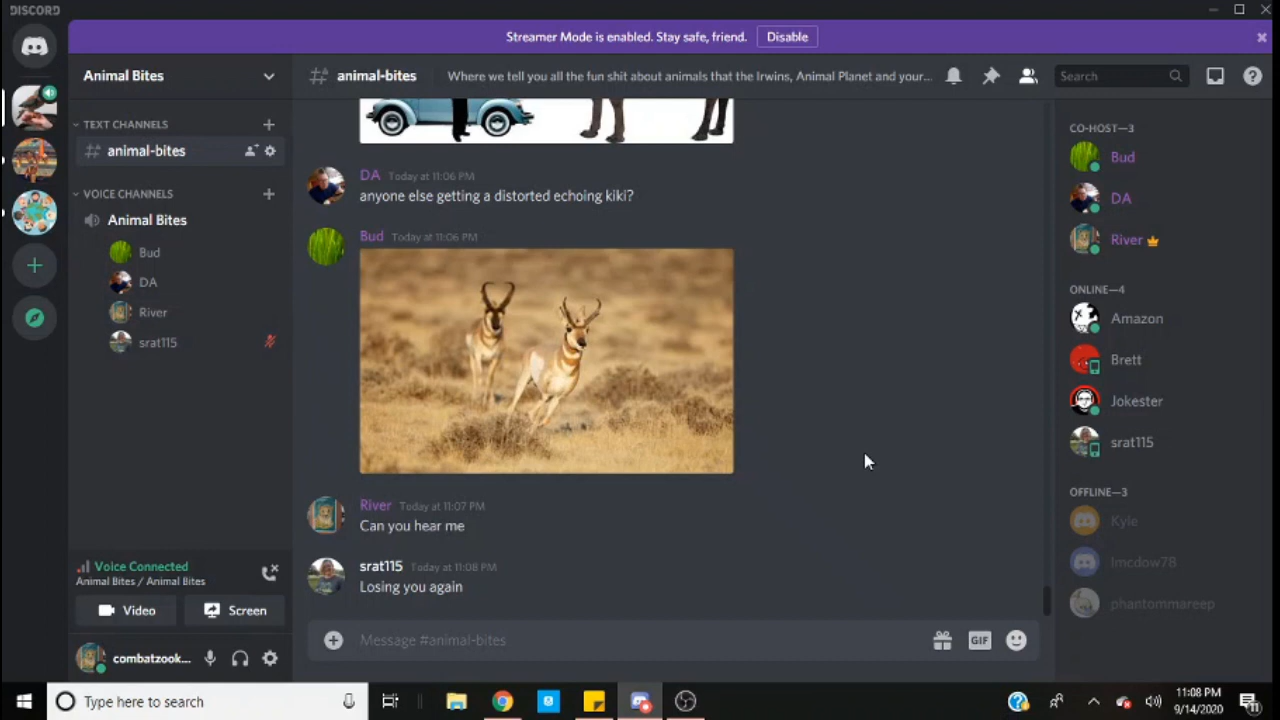 DISCORD
Streamer Mode is enabled. Stay safe, friend. Disable
Animal Bites
animal-bites
Where we tell you all the fun shit about animals that the Irwins, Animal Planet and your...
Search
TEXT CHANNELS
animal-bites
VOICE CHANNELS
Animal Bites
Bud
DA
River
srat115
Voice Connected
Animal Bites / Animal Bites
Video
Screen
combatzook...
DA Today at 11:06 PM
anyone else getting a distorted echoing kiki?
Bud Today at 11:06 PM
River Today at 11:07 PM
Can you hear me
srat115 Today at 11:08 PM
Losing you again
Message #animal-bites
GIF
CO-HOST—3
Bud
DA
River
ONLINE—4
Amazon
Brett
Jokester
srat115
OFFLINE—3
Kyle
lmcdow78
phantommareep
Type here to search
11:08 PM
9/14/2020
11